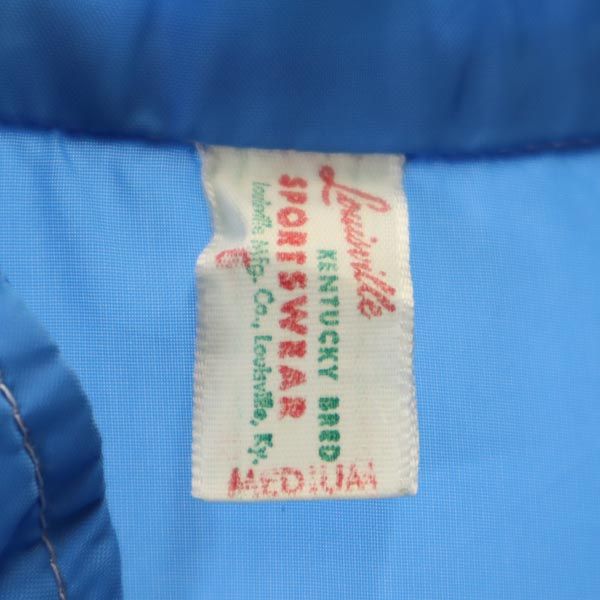 Louisville
KENTUCKY BRED
SPORTSWEAR
Louisville Mfg. Co., Louisville, Ky.
MEDIUM